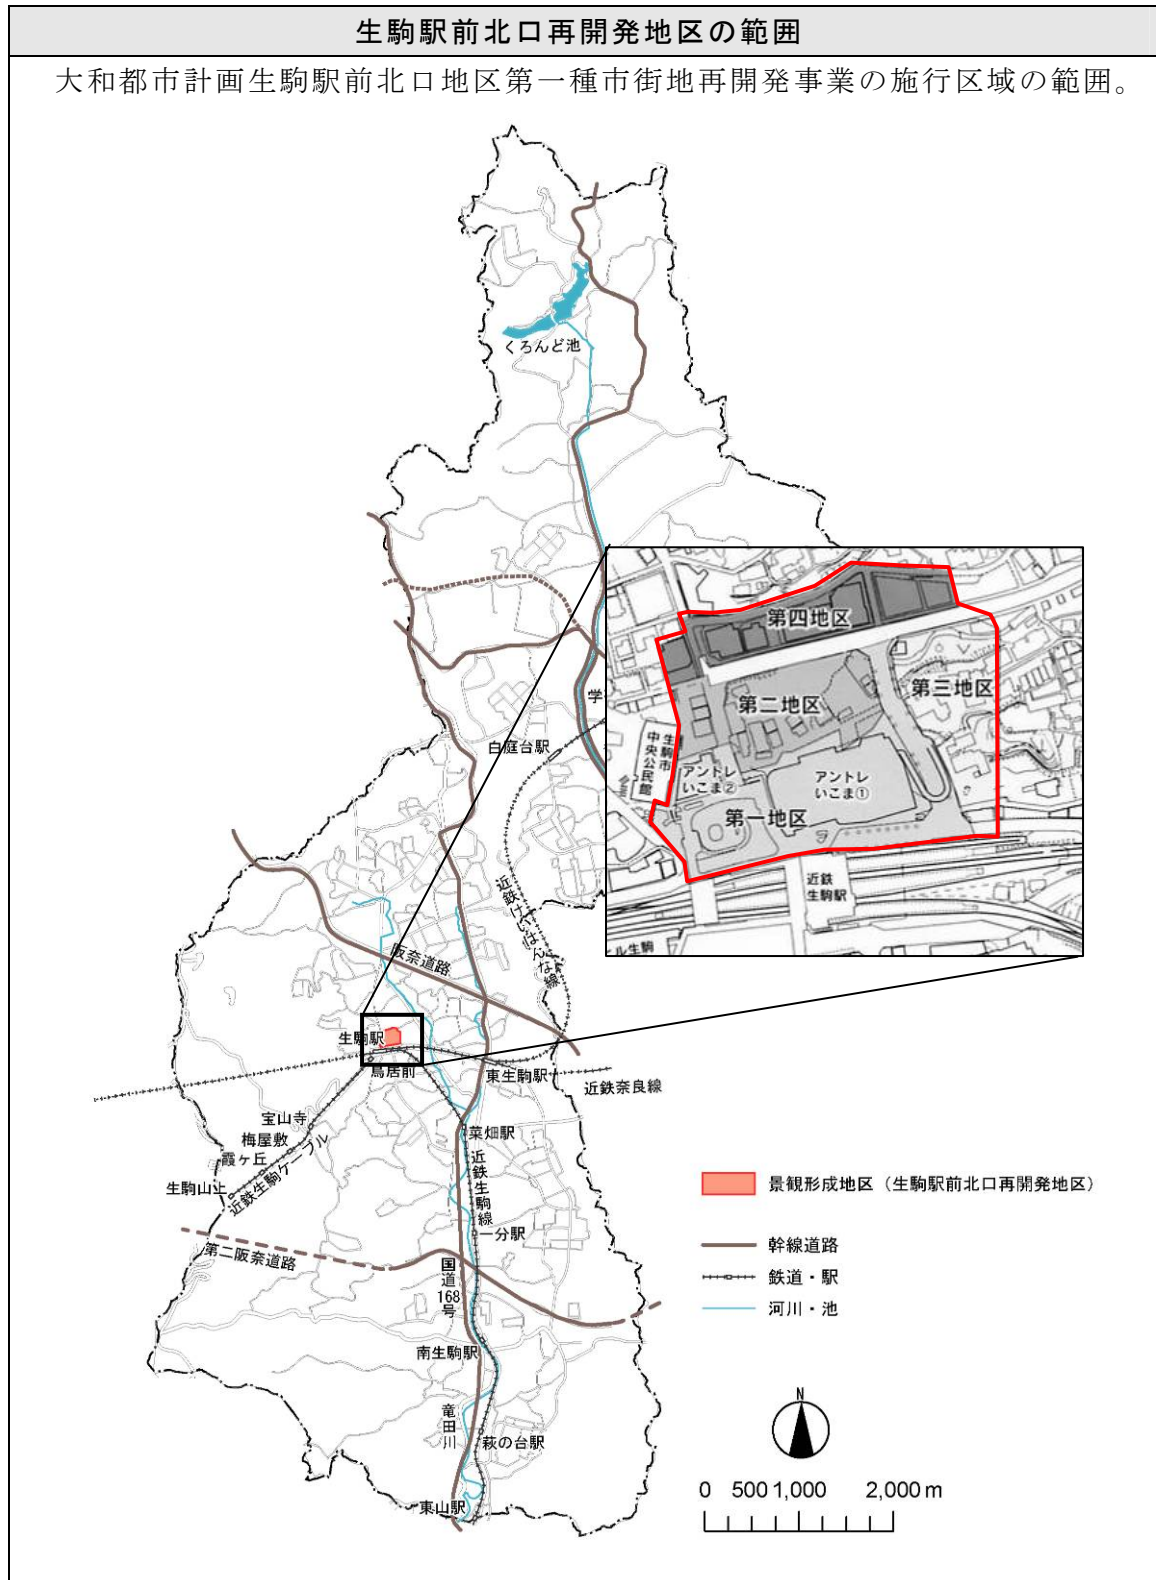 生駒駅前北口再開発地区の範囲
大和都市計画生駒駅前北口地区第一種市街地再開発事業の施行区域の範囲。
くろんど池
学
白庭台駅
第四地区
第二地区
第三地区
生駒市
中央公民館
アントレ
いこま②
アントレ
いこま①
第一地区
近鉄
生駒駅
ル生駒
近鉄けいはんな線
阪奈道路
生駒駅
鳥居前
東生駒駅
近鉄奈良線
宝山寺
梅屋敷
霞ヶ丘
生駒山上
近鉄生駒ケーブル
菜畑駅
近鉄生駒線
一分駅
第二阪奈道路
国道168号
南生駒駅
竜田川
萩の台駅
東山駅
景観形成地区（生駒駅前北口再開発地区）
幹線道路
鉄道・駅
河川・池
N
0 500 1,000 2,000 m